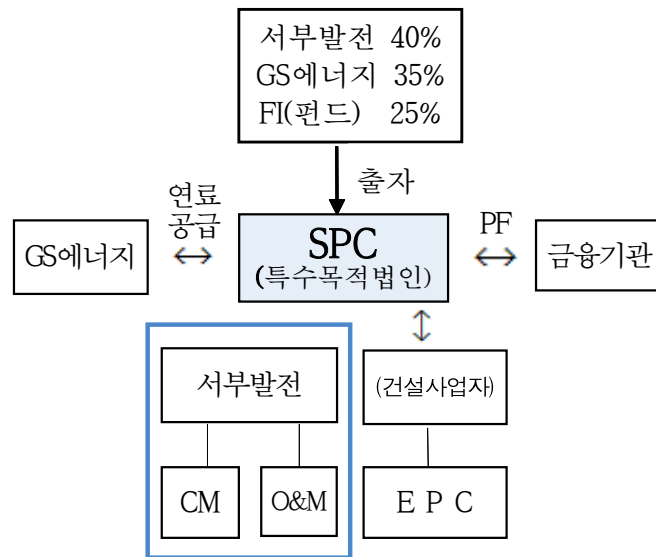 서부발전 40%
GS에너지 35%
FI(펀드) 25%
출자
연료
공급
GS에너지
↔
SPC
(특수목적법인)
PF
↔
금융기관
↕
서부발전
(건설사업자)
CM
O&M
E P C